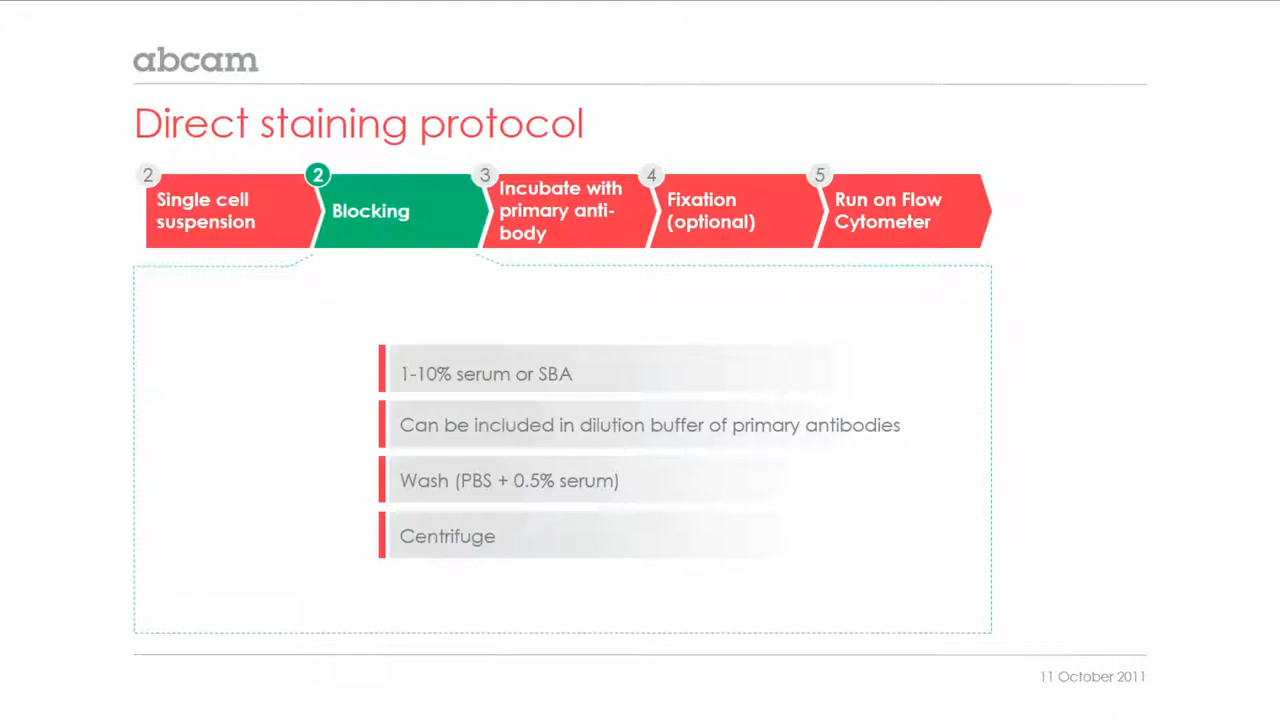 abcam
Direct staining protocol
2
Single cell
suspension
2
Blocking
3
Incubate with
primary anti-
body
4
Fixation
(optional)
5
Run on Flow
Cytometer
1-10% serum or SBA
Can be included in dilution buffer of primary antibodies
Wash (PBS + 0.5% serum)
Centrifuge
11 October 2011